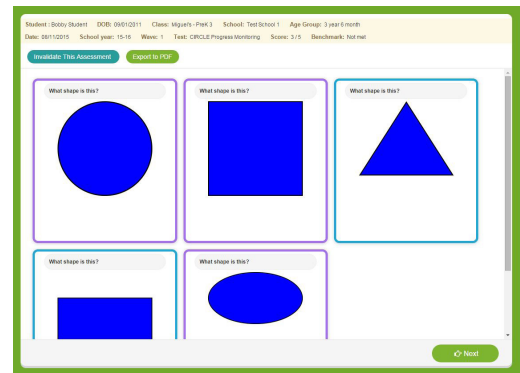 Student : Bobby Student DOB: 09/01/2011 Class: Miguel's - PreK 3 School: Test School 1 Age Group: 3 year 6 month
Date: 08/11/2015 School year: 15-16 Wave: 1 Test: CIRCLE Progress Monitoring Score: 3 / 5 Benchmark: Not met
Invalidate This Assessment Export to PDF
What shape is this? What shape is this? What shape is this?
What shape is this? What shape is this?
Next